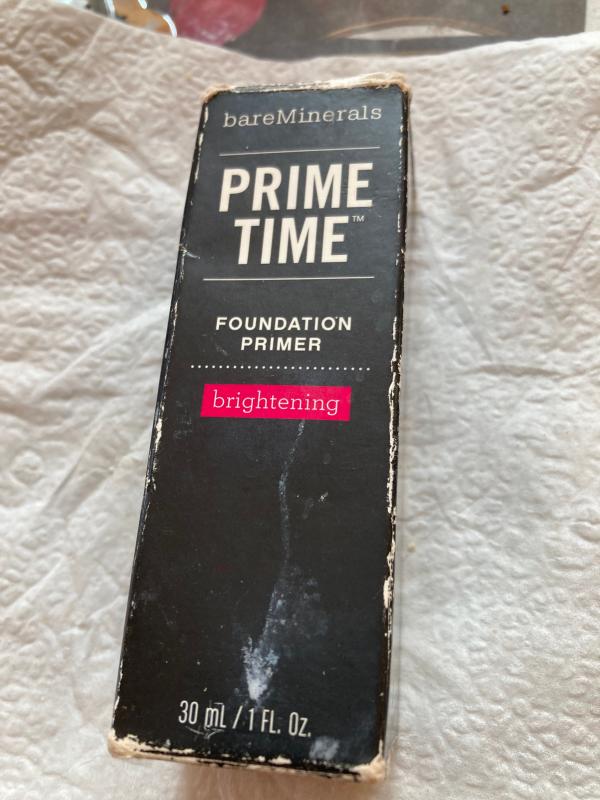 bareMinerals
PRIME
TIME™
FOUNDATION
PRIMER
brightening
30 mL / 1 FL. Oz.